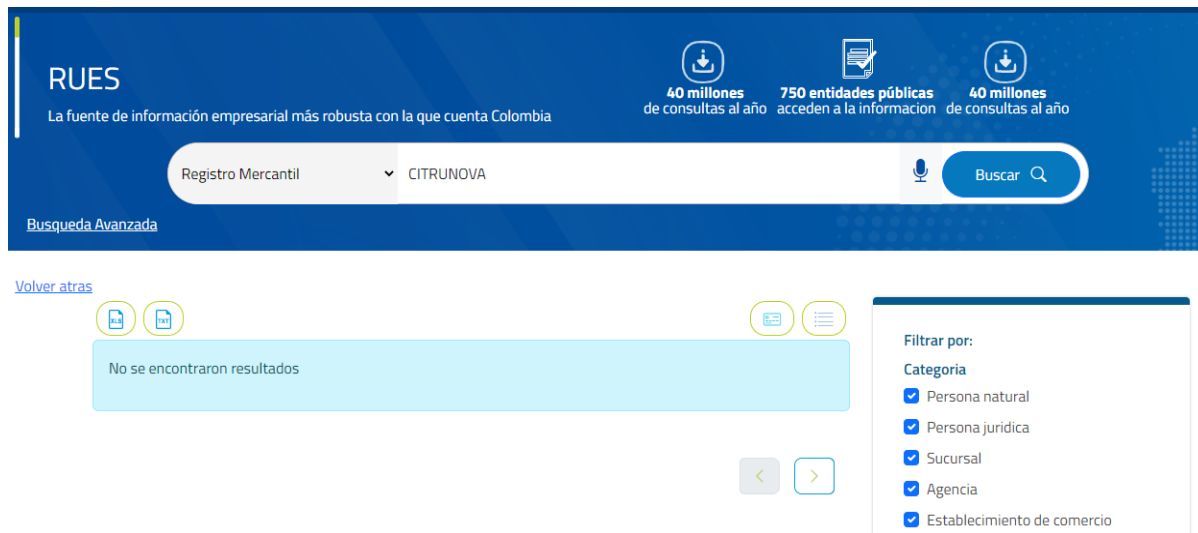 RUES
La fuente de información empresarial más robusta con la que cuenta Colombia
40 millones
de consultas al año
750 entidades públicas
acceden a la informacion
40 millones
de consultas al año
Registro Mercantil
CITRUNOVA
Buscar
Busqueda Avanzada
Volver atras
XLS
TXT
No se encontraron resultados
Filtrar por:
Categoria
Persona natural
Persona juridica
Sucursal
Agencia
Establecimiento de comercio